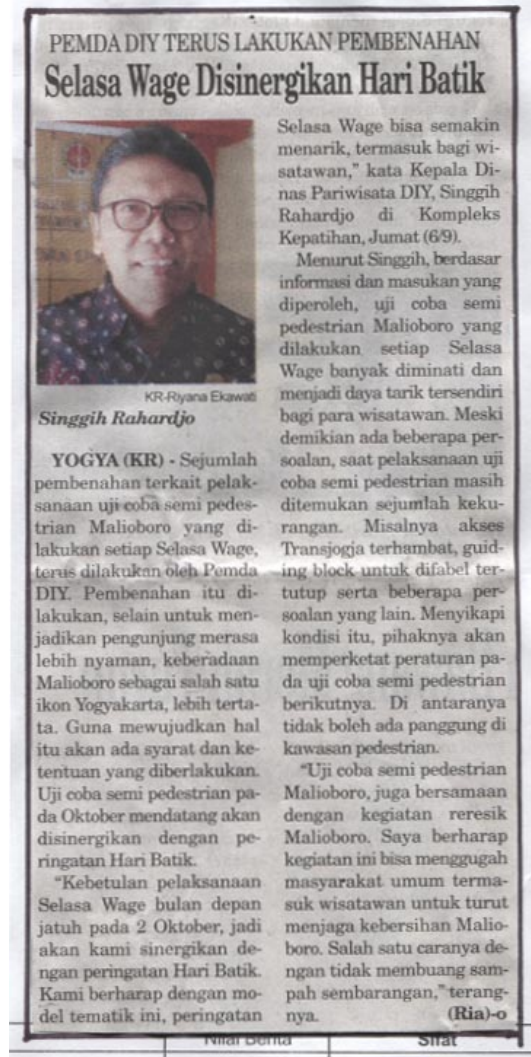 PEMDA DIY TERUS LAKUKAN PEMBENAHAN
Selasa Wage Disinergikan Hari Batik
KR-Riyana Ekawati
Singgih Rahardjo
YOGYA (KR) - Sejumlah
pembenahan terkait pelak-
sanaan uji coba semi pedes-
trian Malioboro yang di-
lakukan setiap Selasa Wage,
terus dilakukan oleh Pemda
DIY. Pembenahan itu di-
lakukan, selain untuk men-
jadikan pengunjung merasa
lebih nyaman, keberadaan
Malioboro sebagai salah satu
ikon Yogyakarta, lebih terta-
ta. Guna mewujudkan hal
itu akan ada syarat dan ke-
tentuan yang diberlakukan.
Uji coba semi pedestrian pa-
da Oktober mendatang akan
disinergikan dengan pe-
ringatan Hari Batik.
"Kebetulan pelaksanaan
Selasa Wage bulan depan
jatuh pada 2 Oktober, jadi
akan kami sinergikan de-
ngan peringatan Hari Batik.
Kami berharap dengan mo-
del tematik ini, peringatan
Selasa Wage bisa semakin
menarik, termasuk bagi wi-
satawan," kata Kepala Di-
nas Pariwisata DIY, Singgih
Rahardjo di Kompleks
Kepatihan, Jumat (6/9).
Menurut Singgih, berdasar
informasi dan masukan yang
diperoleh, uji coba semi
pedestrian Malioboro yang
dilakukan setiap Selasa
Wage banyak diminati dan
menjadi daya tarik tersendiri
bagi para wisatawan. Meski
demikian ada beberapa per-
soalan, saat pelaksanaan uji
coba semi pedestrian masih
ditemukan sejumlah keku-
rangan. Misalnya akses
Transjogja terhambat, guid-
ing block untuk difabel ter-
tutup serta beberapa per-
soalan yang lain. Menyikapi
kondisi itu, pihaknya akan
memperketat peraturan pa-
da uji coba semi pedestrian
berikutnya. Di antaranya
tidak boleh ada panggung di
kawasan pedestrian.
"Uji coba semi pedestrian
Malioboro, juga bersamaan
dengan kegiatan reresik
Malioboro. Saya berharap
kegiatan ini bisa menggugah
masyarakat umum terma-
suk wisatawan untuk turut
menjaga kebersihan Malio-
boro. Salah satu caranya de-
ngan tidak membuang sam-
pah sembarangan," terang-
nya. (Ria)-o
Nilai Berita Sifat